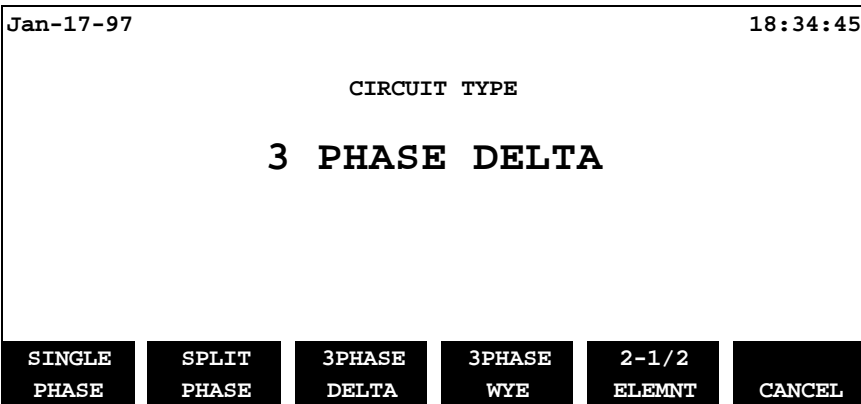 Jan-17-97 18:34:45
CIRCUIT TYPE
3 PHASE DELTA
SINGLE SPLIT 3PHASE 3PHASE 2-1/2
PHASE PHASE DELTA WYE ELEMNT CANCEL